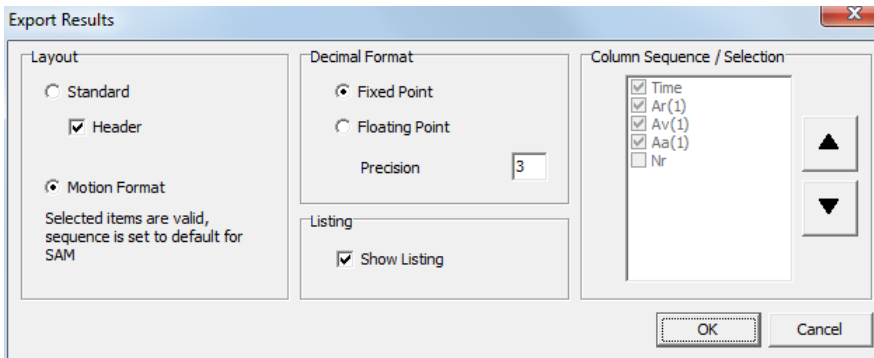 Export Results
Layout
Standard
Header
Motion Format
Selected items are valid,
sequence is set to default for
SAM
Decimal Format
Fixed Point
Floating Point
Precision
3
Listing
Show Listing
Column Sequence / Selection
Time
Ar(1)
Av(1)
Aa(1)
Nr
OK
Cancel